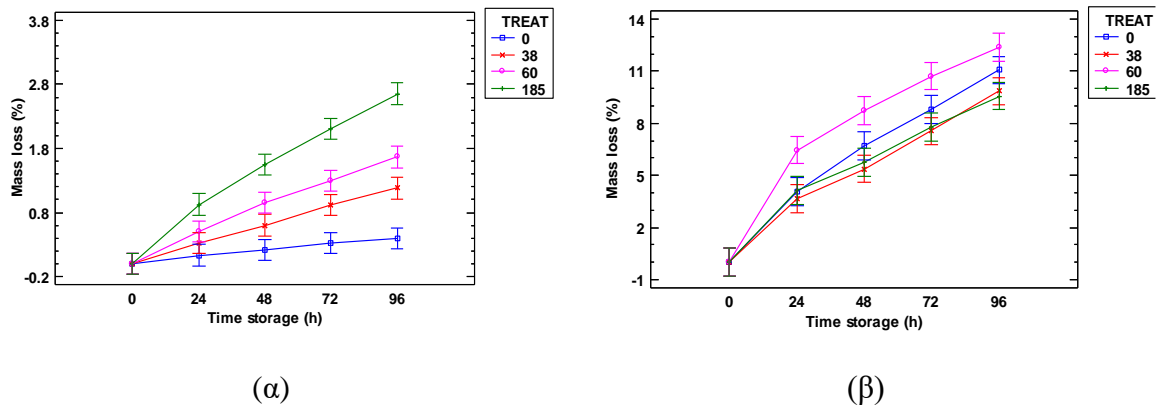 TREAT
0
38
60
185
3.8
2.8
1.8
0.8
-0.2
Mass loss (%)
0 24 48 72 96
Time storage (h)
(α)
TREAT
0
38
60
185
14
11
8
5
2
-1
Mass loss (%)
0 24 48 72 96
Time storage (h)
(β)